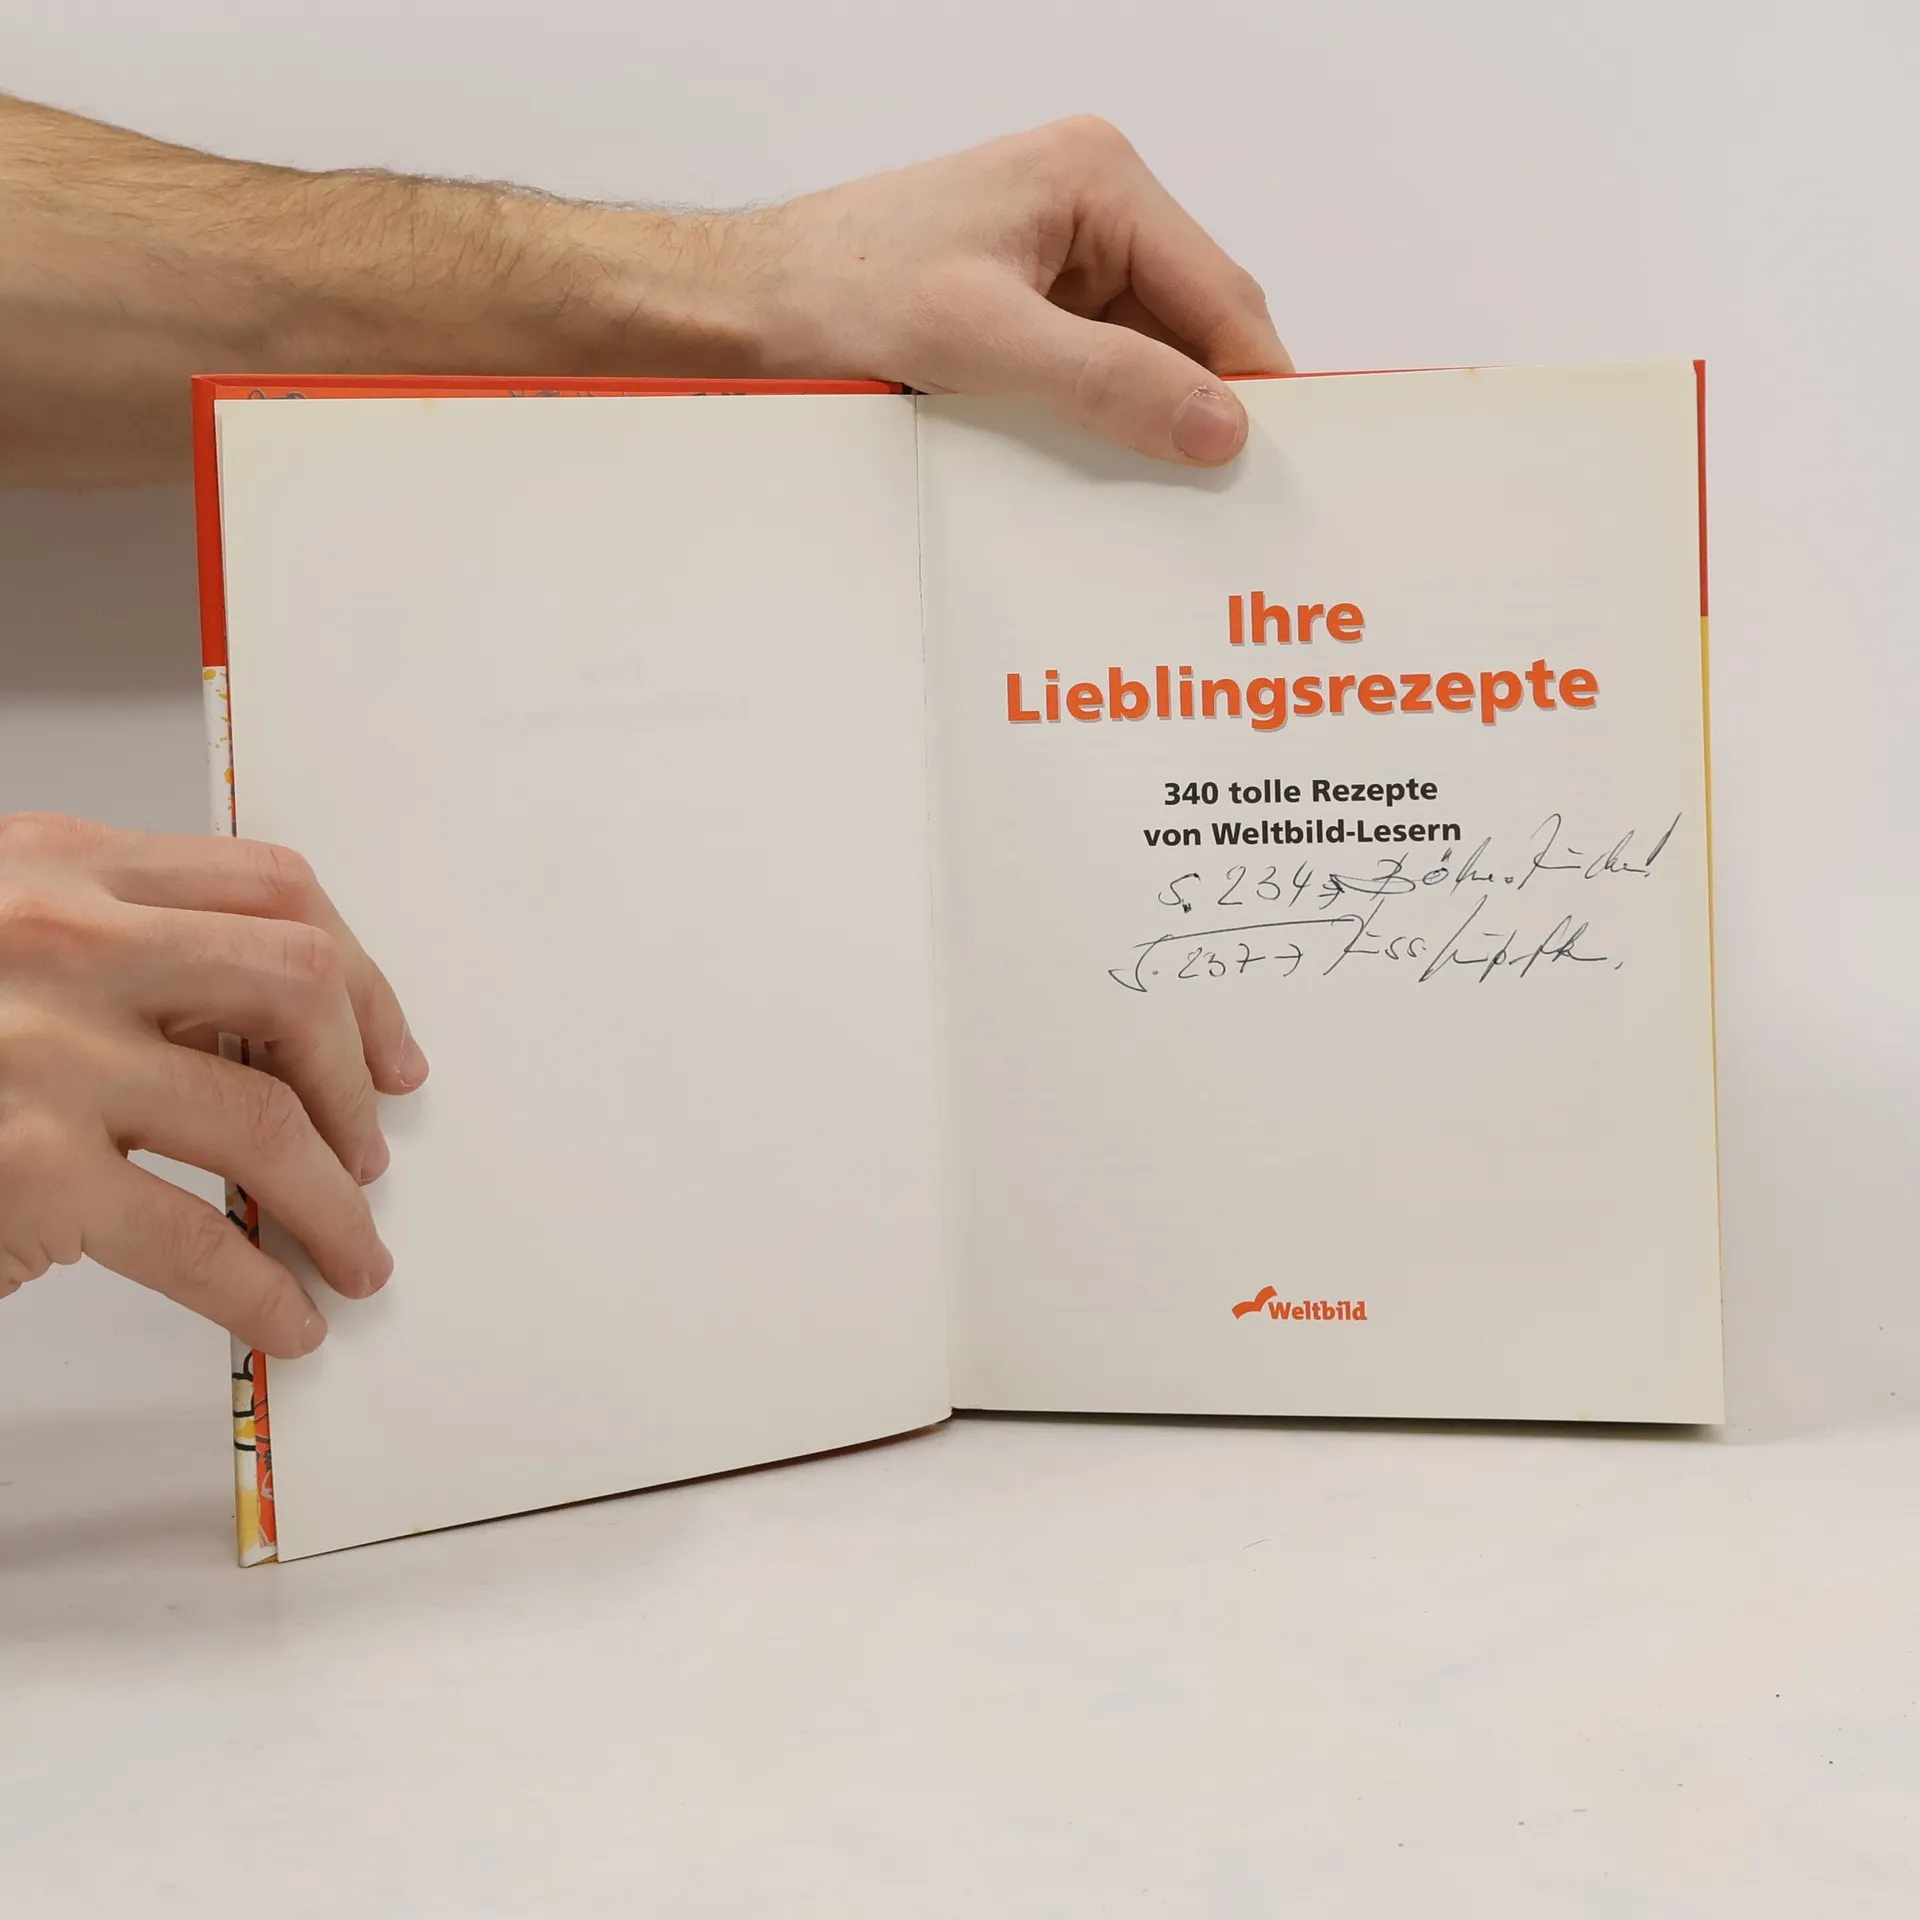 Ihre
Lieblingsrezepte
340 tolle Rezepte
von Weltbild-Lesern
S. 234 →
S. 237 →
Weltbild